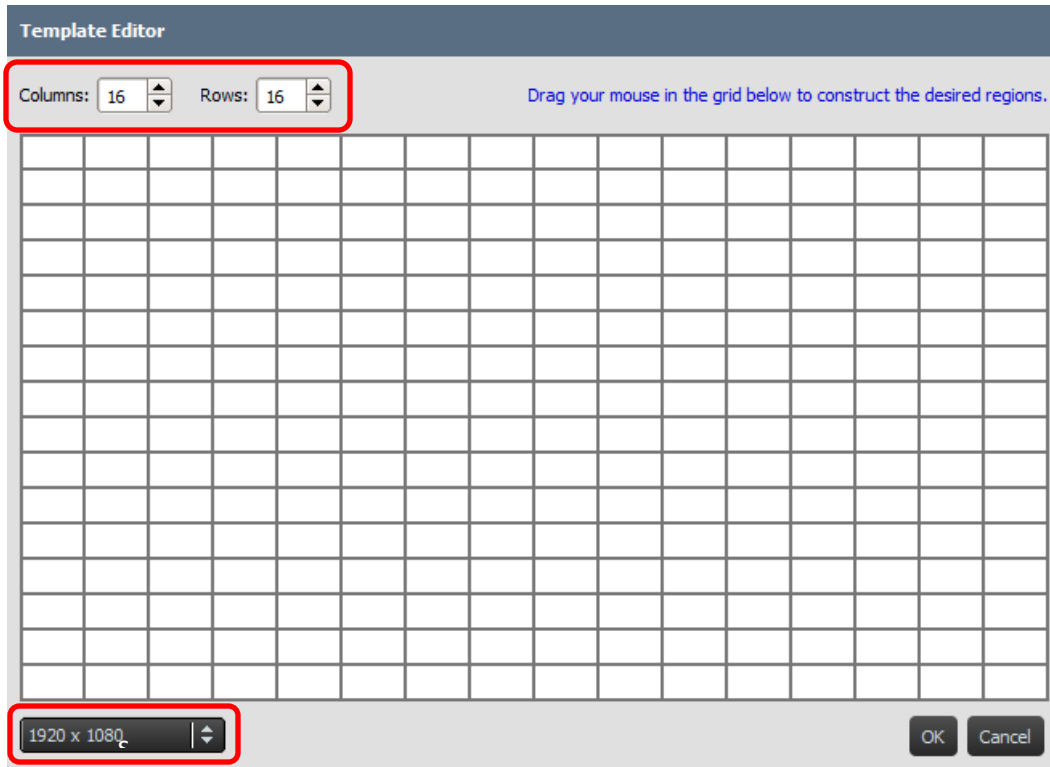 Template Editor
Columns: 16 Rows: 16 Drag your mouse in the grid below to construct the desired regions.
1920 x 1080 OK Cancel